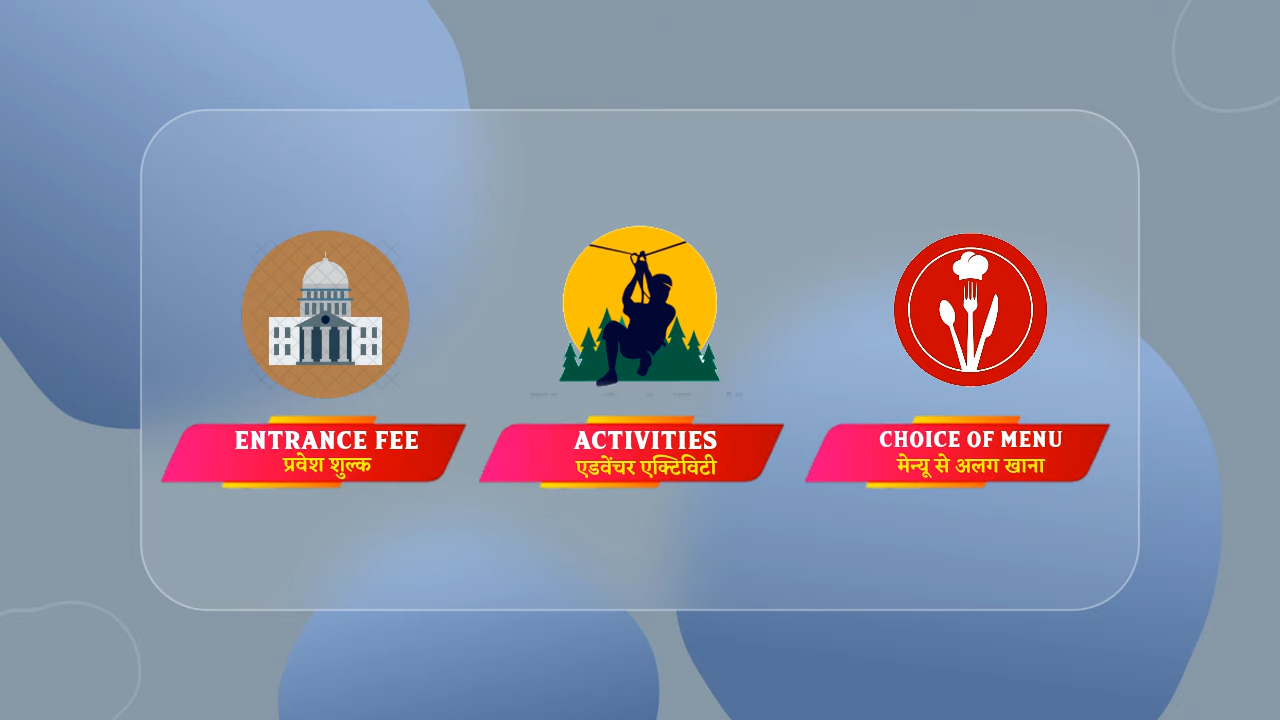 ENTRANCE FEE
प्रवेश शुल्क
ACTIVITIES
एडवेंचर एक्टिविटी
CHOICE OF MENU
मेन्यू से अलग खाना